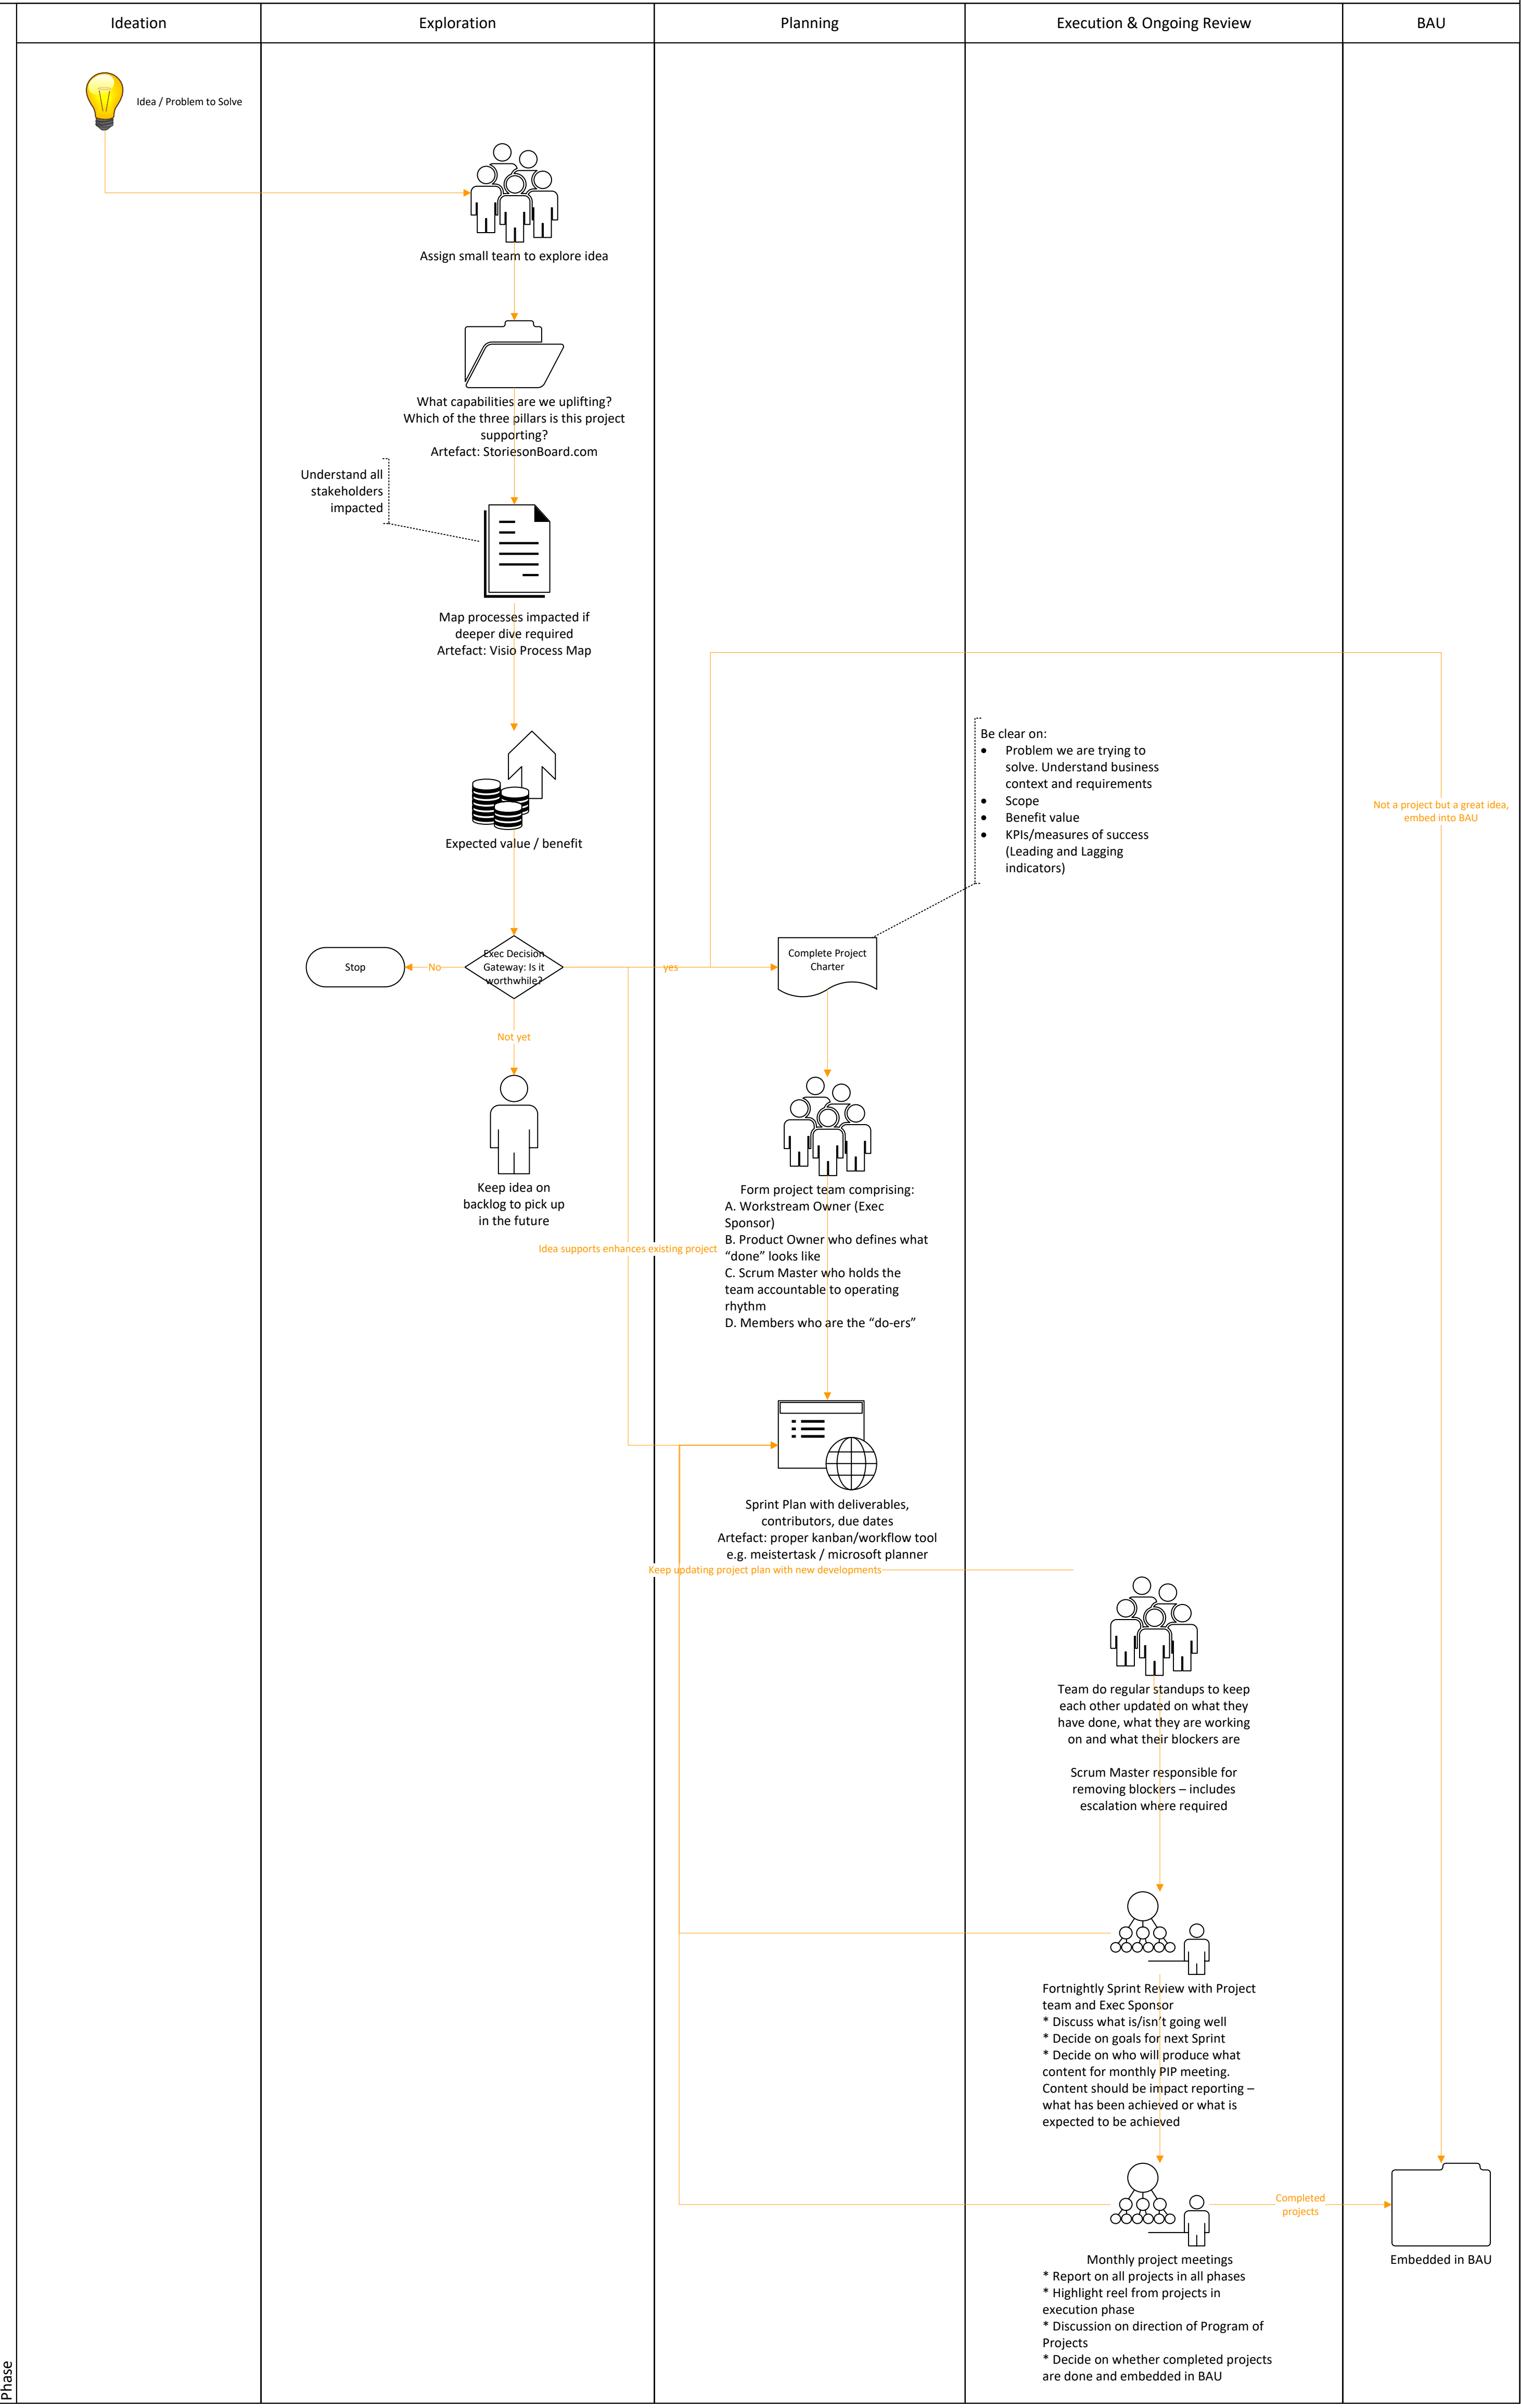 Ideation
Exploration
Planning
Execution & Ongoing Review
BAU
Idea / Problem to Solve
Assign small team to explore idea
What capabilities are we uplifting?
Which of the three pillars is this project
supporting?
Artefact: StoriesonBoard.com
Understand all
stakeholders
impacted
Map processes impacted if
deeper dive required
Artefact: Visio Process Map
Be clear on:
• Problem we are trying to
solve. Understand business
context and requirements
• Scope
• Benefit value
• KPIs/measures of success
(Leading and Lagging
indicators)
Not a project but a great idea,
embed into BAU
Expected value / benefit
Stop
No
Exec Decision
Gateway: Is it
worthwhile?
yes
Complete Project
Charter
Not yet
Keep idea on
backlog to pick up
in the future
Idea supports enhances existing project
Form project team comprising:
A. Workstream Owner (Exec
Sponsor)
B. Product Owner who defines what
“done” looks like
C. Scrum Master who holds the
team accountable to operating
rhythm
D. Members who are the “do-ers”
Sprint Plan with deliverables,
contributors, due dates
Artefact: proper kanban/workflow tool
e.g. meistertask / microsoft planner
Keep updating project plan with new developments
Team do regular standups to keep
each other updated on what they
have done, what they are working
on and what their blockers are
Scrum Master responsible for
removing blockers – includes
escalation where required
Fortnightly Sprint Review with Project
team and Exec Sponsor
* Discuss what is/isn’t going well
* Decide on goals for next Sprint
* Decide on who will produce what
content for monthly PIP meeting.
Content should be impact reporting –
what has been achieved or what is
expected to be achieved
Completed
projects
Embedded in BAU
Monthly project meetings
* Report on all projects in all phases
* Highlight reel from projects in
execution phase
* Discussion on direction of Program of
Projects
* Decide on whether completed projects
are done and embedded in BAU
Phase